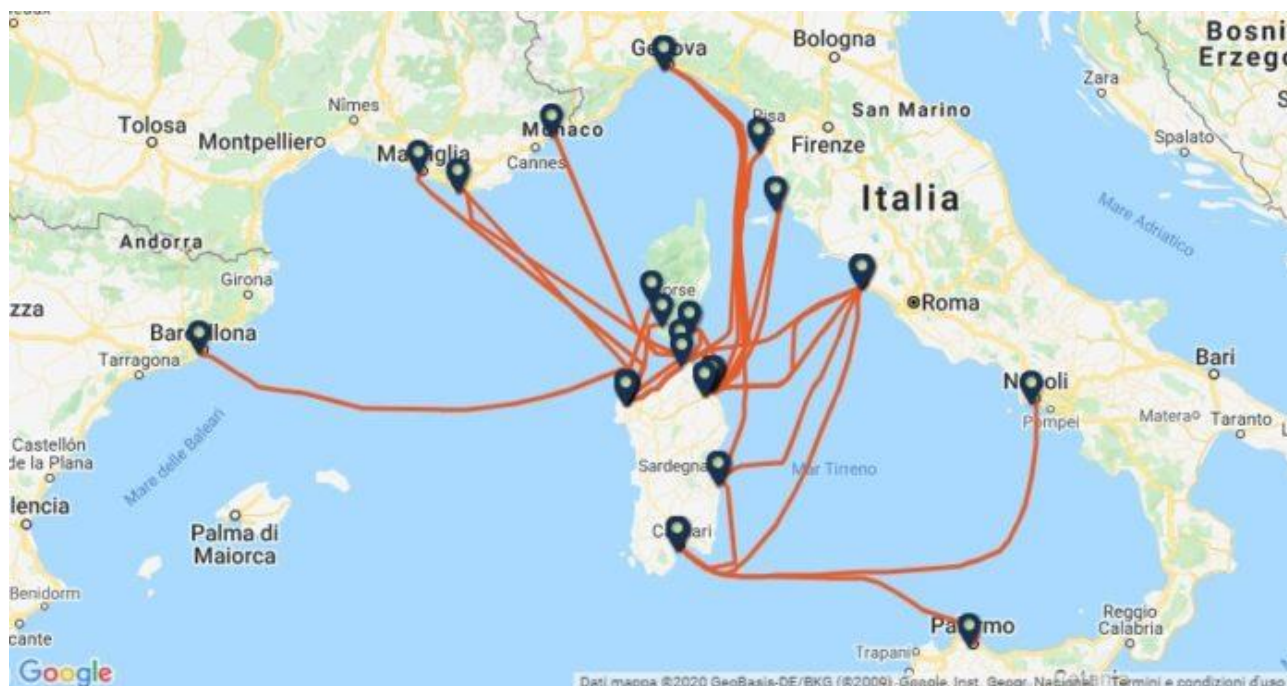 Bologna
Bosni
Erzego
Genova
Zara
San Marino
Nîmes
Pisa
Tolosa
Montpellier
Monaco
Firenze
Spalato
Cannes
Marsiglia
Italia
Mare Adriatico
Andorra
Girona
Corse
zza
Roma
Barcellona
Tarragona
Bari
Napoli
Pompei
Matera
Taranto
Castellón
de la Plana
Mare delle Baleari
Sardegna
Mar Tirreno
lencia
Palma di
Maiorca
Cagliari
Benidorm
cante
Palermo
Reggio
Calabria
Trapani
Catania
Google
Dati mappa ©2020 GeoBasis-DE/BKG (©2009), Google, Inst. Geogr. Nacional
Termini e condizioni d'uso